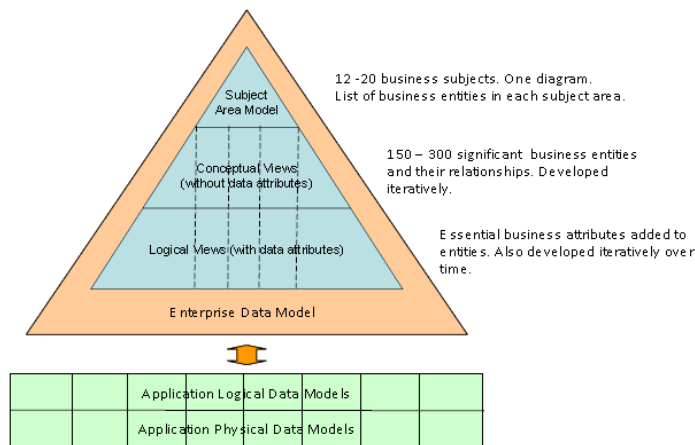 Subject
Area Model
12 -20 business subjects. One diagram.
List of business entities in each subject area.
Conceptual Views
(without data attributes)
150 – 300 significant business entities
and their relationships. Developed
iteratively.
Logical Views (with data attributes)
Essential business attributes added to
entities. Also developed iteratively over
time.
Enterprise Data Model
Application Logical Data Models
Application Physical Data Models